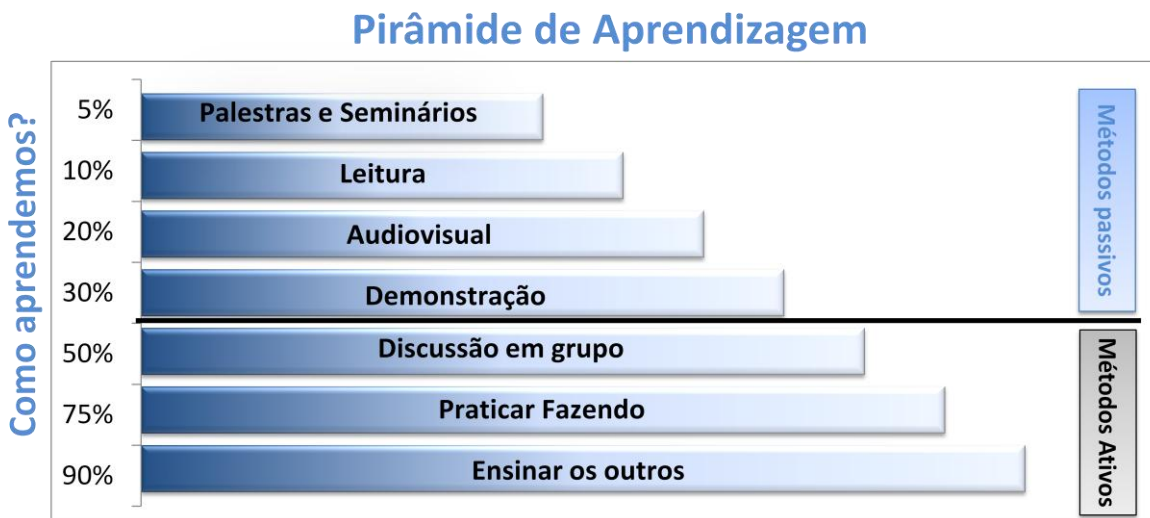 Pirâmide de Aprendizagem
Como aprendemos?
5%
Palestras e Seminários
10%
Leitura
20%
Audiovisual
30%
Demonstração
Métodos passivos
50%
Discussão em grupo
75%
Praticar Fazendo
90%
Ensinar os outros
Métodos Ativos